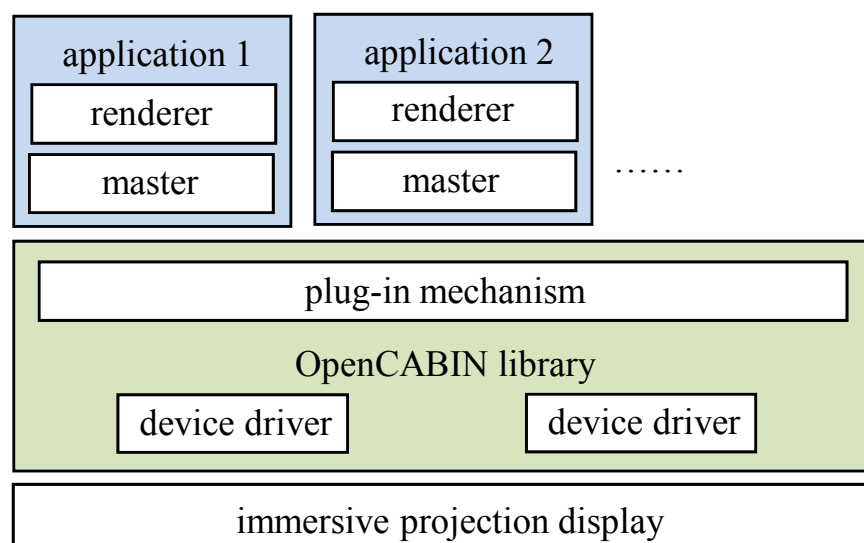 application 1
renderer
master
application 2
renderer
master
......
plug-in mechanism
OpenCABIN library
device driver
device driver
immersive projection display